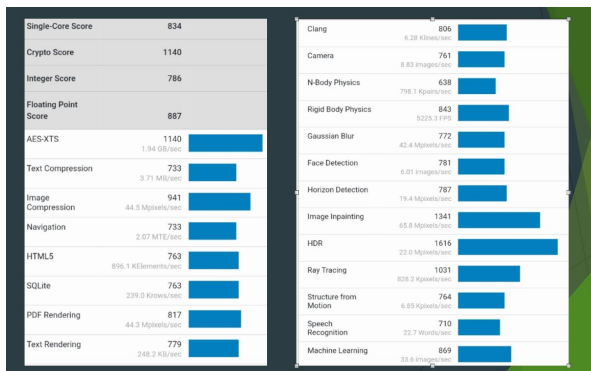 Single-Core Score 834
Crypto Score 1140
Integer Score 786
Floating Point
Score 887
AES-XTS 1140
1.94 GB/sec
Text Compression 733
3.71 MB/sec
Image
Compression 941
44.5 Mpixels/sec
Navigation 733
2.07 MTE/sec
HTML5 763
896.1 KElements/sec
SQLite 763
239.0 Krows/sec
PDF Rendering 817
44.3 Mpixels/sec
Text Rendering 779
248.2 KB/sec
Clang 806
6.28 Klines/sec
Camera 761
8.83 images/sec
N-Body Physics 638
798.1 Kpairs/sec
Rigid Body Physics 843
5225.3 FPS
Gaussian Blur 772
42.4 Mpixels/sec
Face Detection 781
6.01 images/sec
Horizon Detection 787
19.4 Mpixels/sec
Image Inpainting 1341
65.8 Mpixels/sec
HDR 1616
22.0 Mpixels/sec
Ray Tracing 1031
828.2 Kpixels/sec
Structure from
Motion 764
6.85 Kpixels/sec
Speech
Recognition 710
22.7 Words/sec
Machine Learning 869
33.6 images/sec